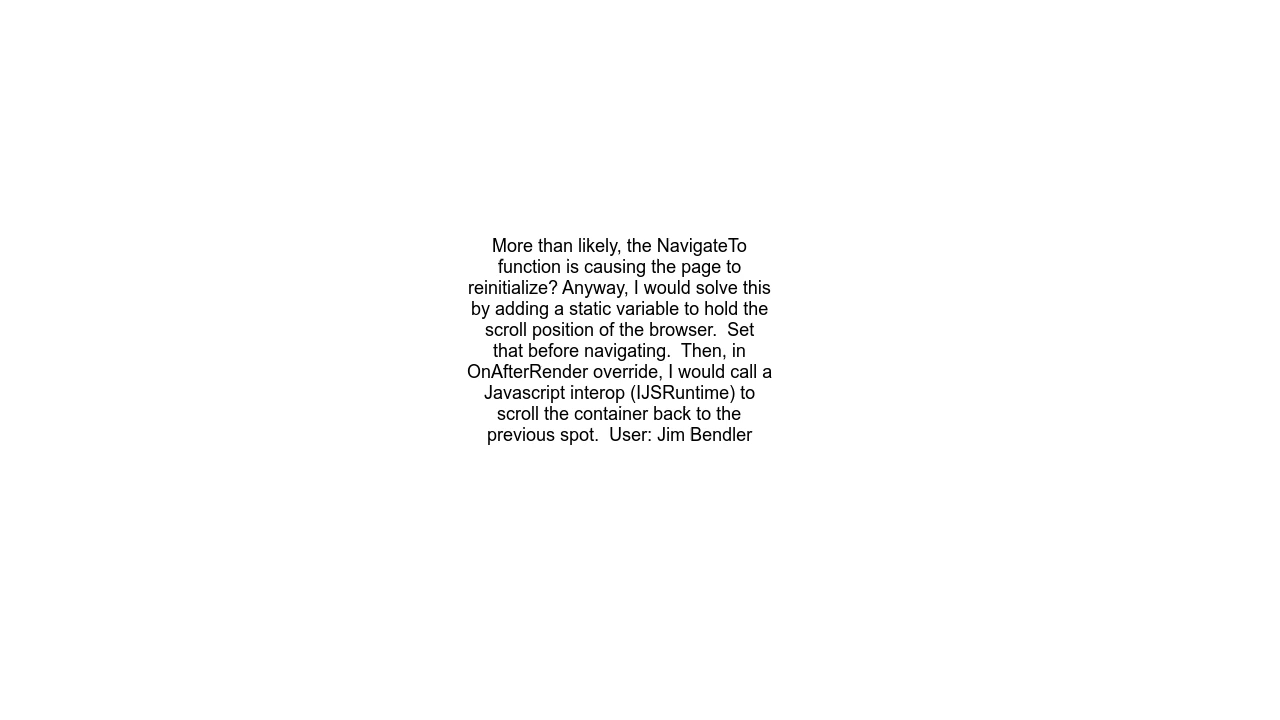 More than likely, the NavigateTo
function is causing the page to
reinitialize? Anyway, I would solve this
by adding a static variable to hold the
scroll position of the browser.  Set
that before navigating.  Then, in
OnAfterRender override, I would call a
Javascript interop (IJSRuntime) to
scroll the container back to the
previous spot.  User: Jim Bendler